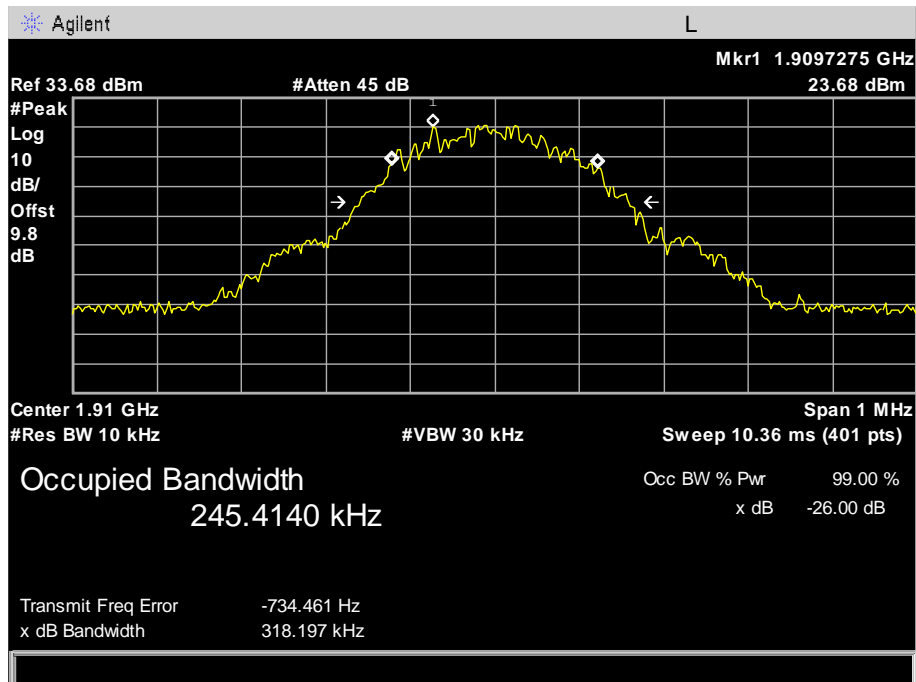 Agilent L
Mkr1 1.9097275 GHz
Ref 33.68 dBm #Atten 45 dB 23.68 dBm
#Peak
Log
10
dB/
Offst
9.8
dB
1
Center 1.91 GHz Span 1 MHz
#Res BW 10 kHz #VBW 30 kHz Sweep 10.36 ms (401 pts)
Occupied Bandwidth
245.4140 kHz
Occ BW % Pwr 99.00 %
x dB -26.00 dB
Transmit Freq Error -734.461 Hz
x dB Bandwidth 318.197 kHz